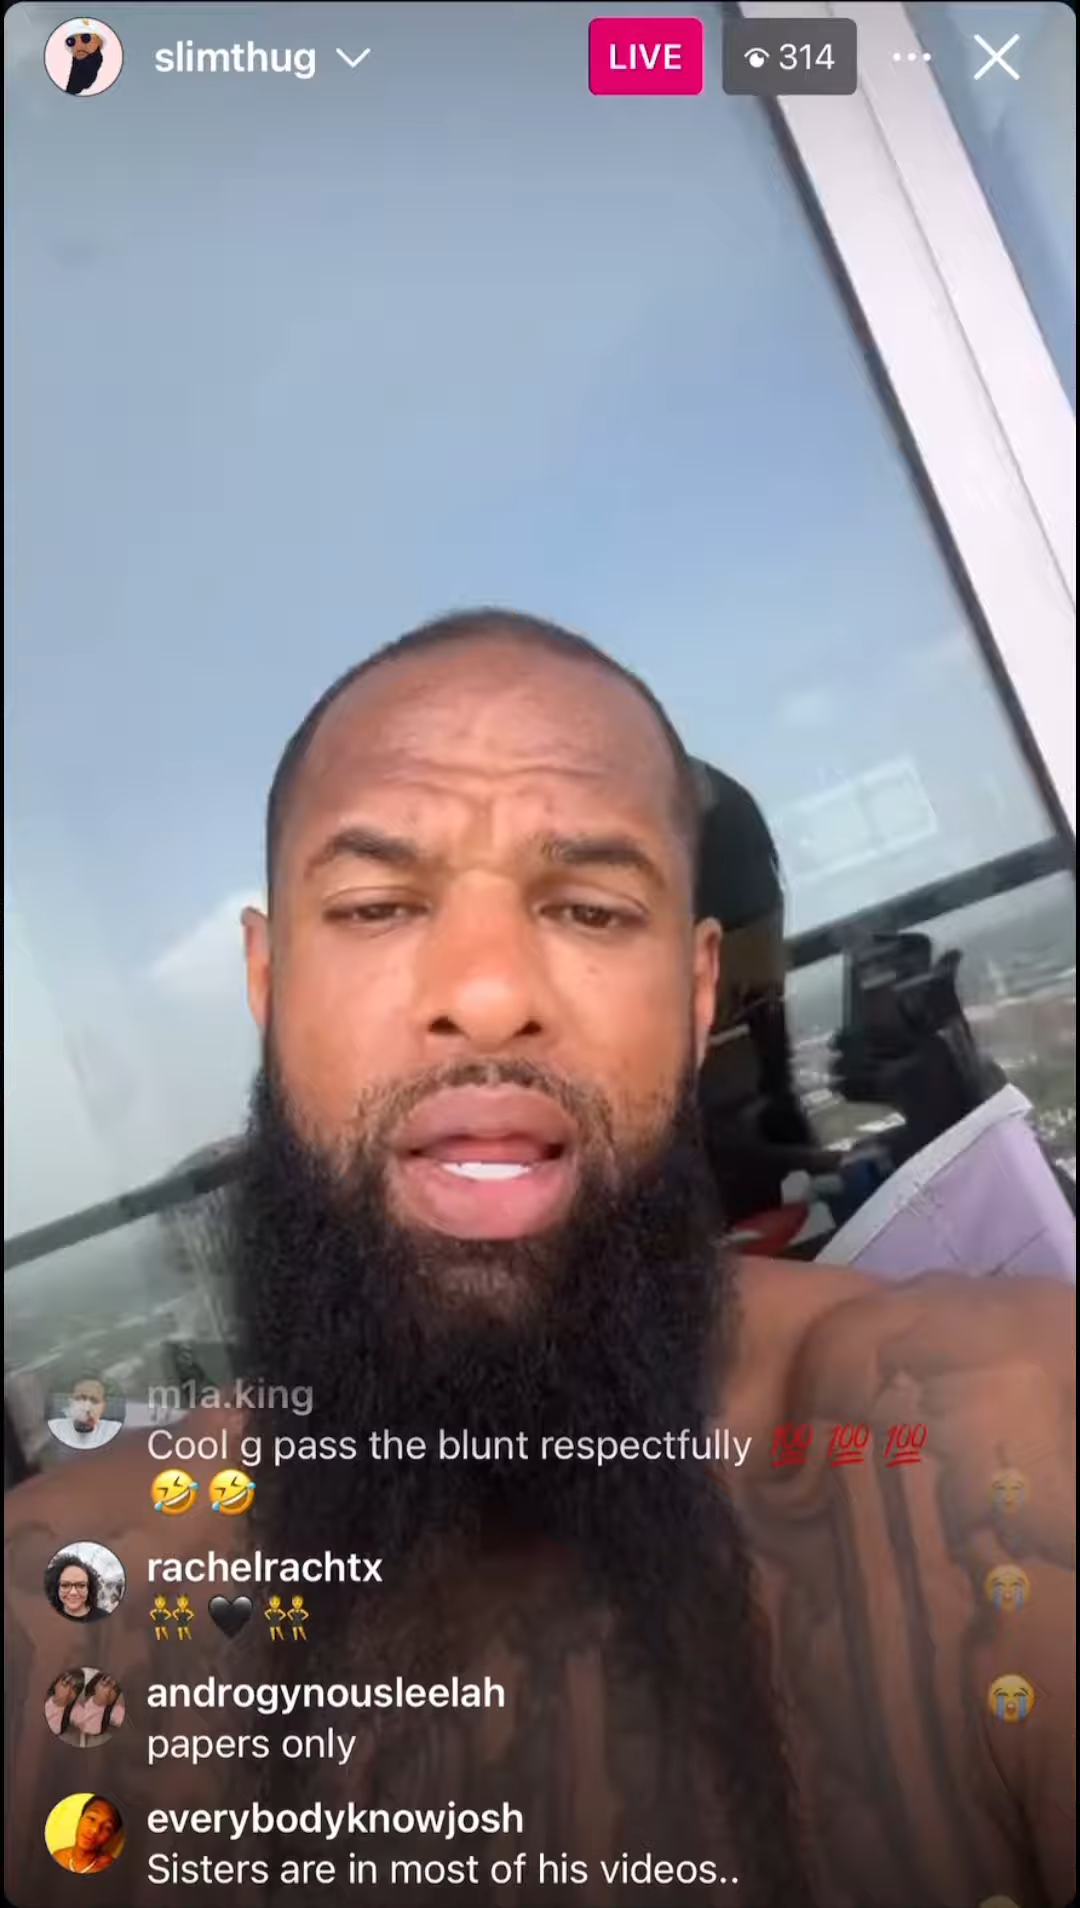 slimthug
LIVE
314
m1a.king
Cool g pass the blunt respectfully 💯 💯 💯
🤣 🤣
rachelrachtx
👯 🖤 👯
androgynousleelah
papers only
everybodyknowjosh
Sisters are in most of his videos..